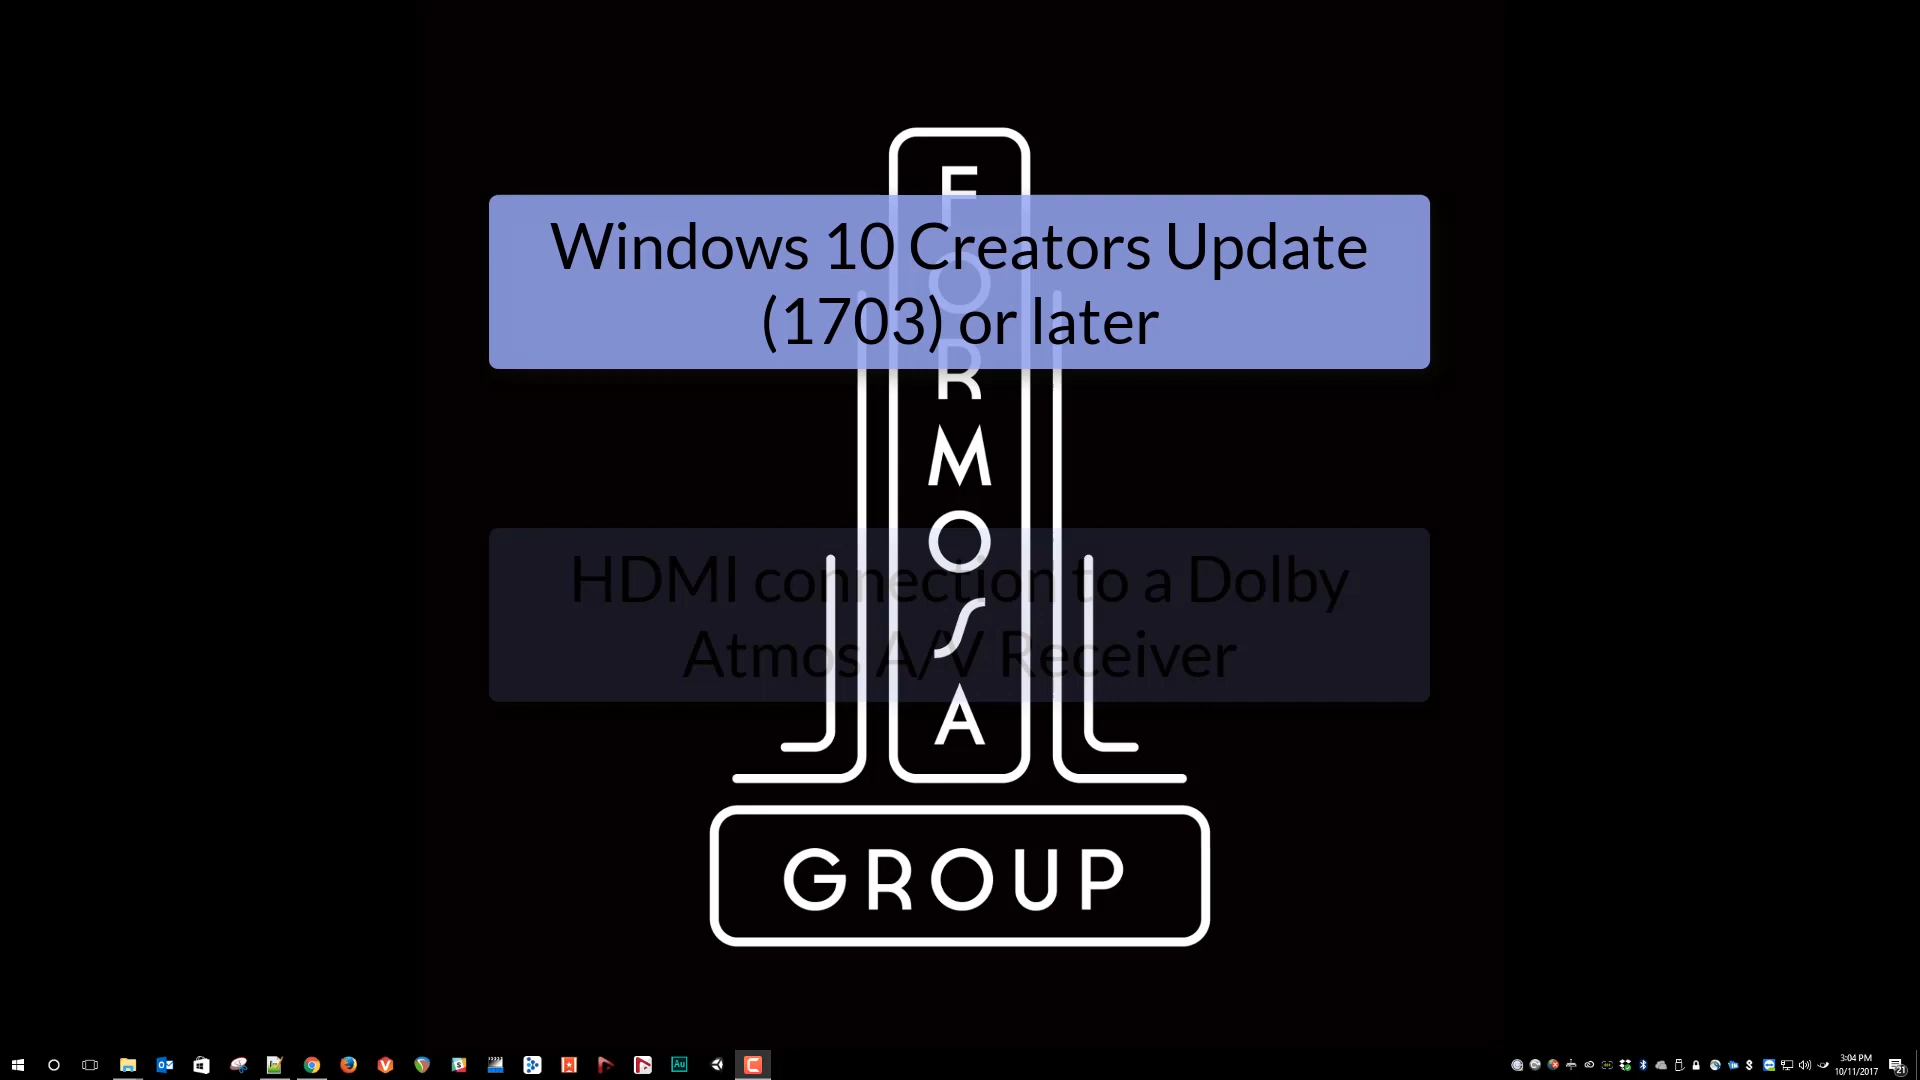 Windows 10 Creators Update
(1703) or later
HDMI connection to a Dolby
Atmos A/V Receiver
FORMOSA
GROUP
3:04 PM
10/11/2017
21